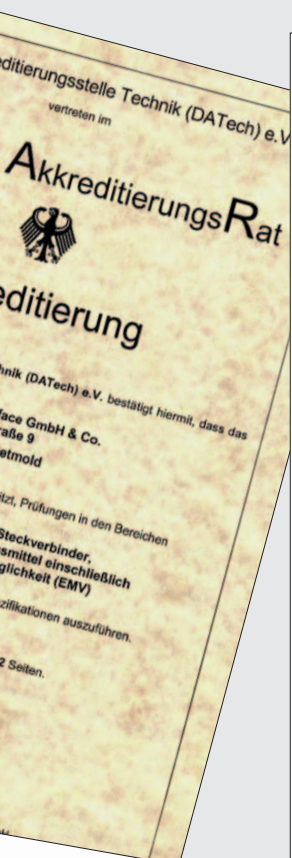 editierungsstelle Technik (DATech) e.V
vertreten im
AkkreditierungsRat
editierung
hnik (DATech) e.V. bestätigt hiermit, dass das
face GmbH & Co.
raße 9
etmold
itzt, Prüfungen in den Bereichen
Steckverbinder,
smittel einschließlich
glichkeit (EMV)
zifikationen auszuführen.
2 Seiten.